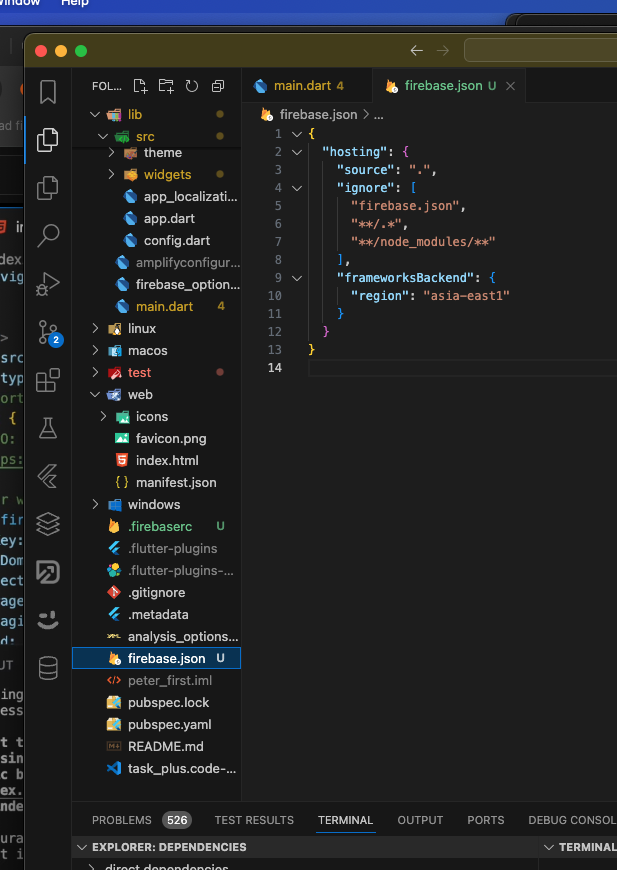 Window Help
FOL...
main.dart 4
firebase.json U
firebase.json > ...
lib
src
theme
widgets
app_localizati...
app.dart
config.dart
amplifyconfigur...
firebase_option...
main.dart 4
linux
macos
test
web
icons
favicon.png
index.html
manifest.json
windows
.firebaserc U
.flutter-plugins
.flutter-plugins-...
.gitignore
.metadata
analysis_options...
firebase.json U
peter_first.iml
pubspec.lock
pubspec.yaml
README.md
task_plus.code-...
2
1 {
2 "hosting": {
3 "source": ".",
4 "ignore": [
5 "firebase.json",
6 "**/.*",
7 "**/node_modules/**"
8 ],
9 "frameworksBackend": {
10 "region": "asia-east1"
11 }
12 }
13 }
14
PROBLEMS 526 TEST RESULTS TERMINAL OUTPUT PORTS DEBUG CONSOL
EXPLORER: DEPENDENCIES
TERMINAL
direct dependencies